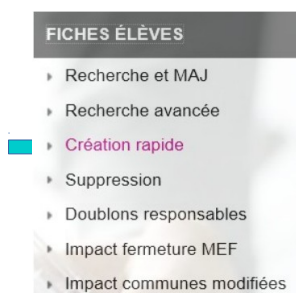 FICHES ÉLÈVES
Recherche et MAJ
Recherche avancée
Création rapide
Suppression
Doublons responsables
Impact fermeture MEF
Impact communes modifiées